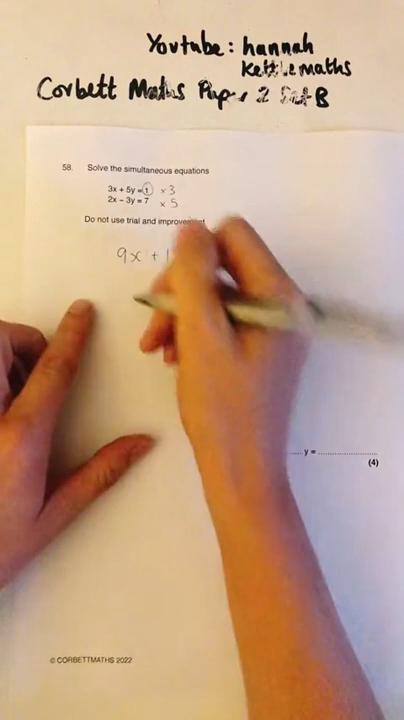 Youtube: hannah
kettlemaths
Corbett Maths Paper 2 Set B
58. Solve the simultaneous equations
3x + 5y = 1 × 3
2x − 3y = 7 × 5
Do not use trial and improvement
9x + 1
y = ........................
(4)
© CORBETTMATHS 2022